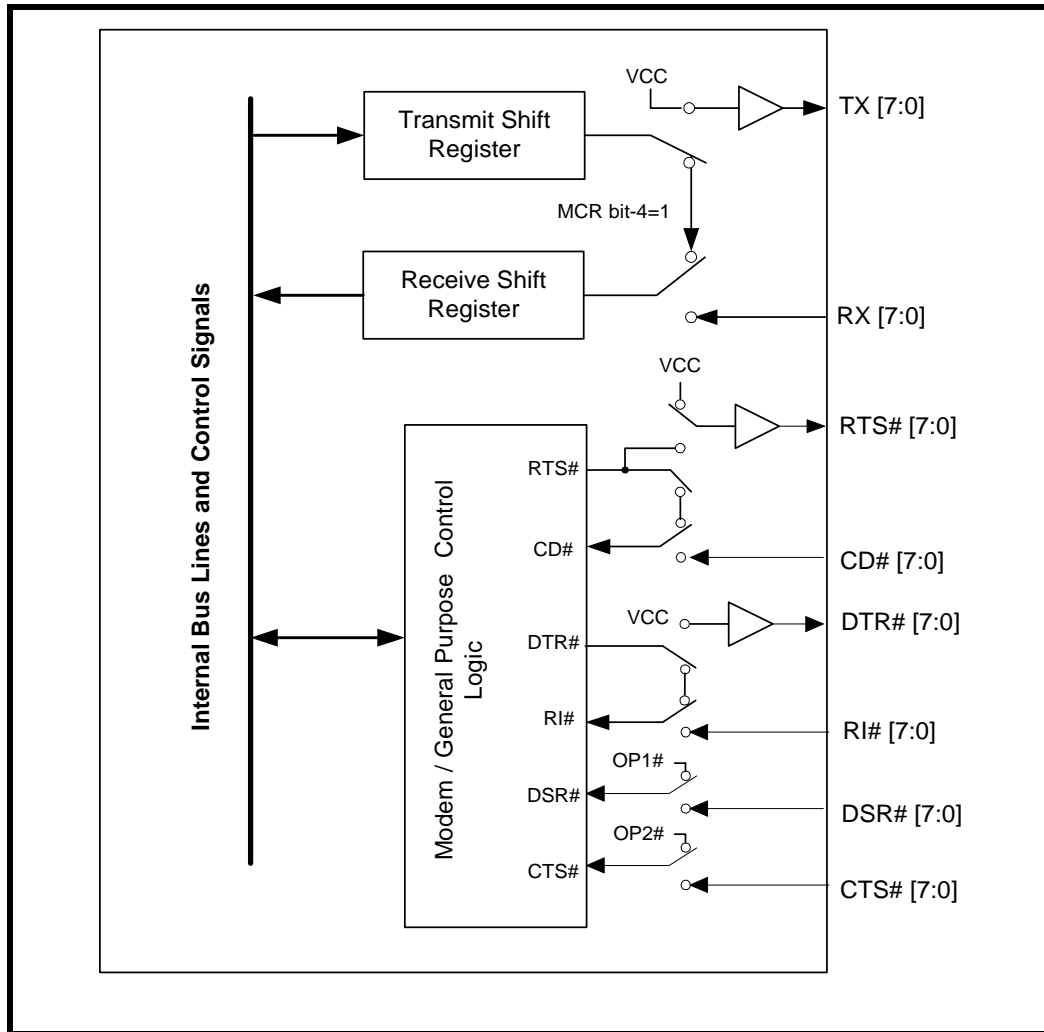 VCC
TX [7:0]
Transmit Shift
Register
MCR bit-4=1
Receive Shift
Register
RX [7:0]
Internal Bus Lines and Control Signals
VCC
RTS# [7:0]
Modem / General Purpose Control
Logic
RTS#
CD#
CD# [7:0]
VCC
DTR# [7:0]
DTR#
RI#
RI# [7:0]
OP1#
DSR#
DSR# [7:0]
OP2#
CTS#
CTS# [7:0]